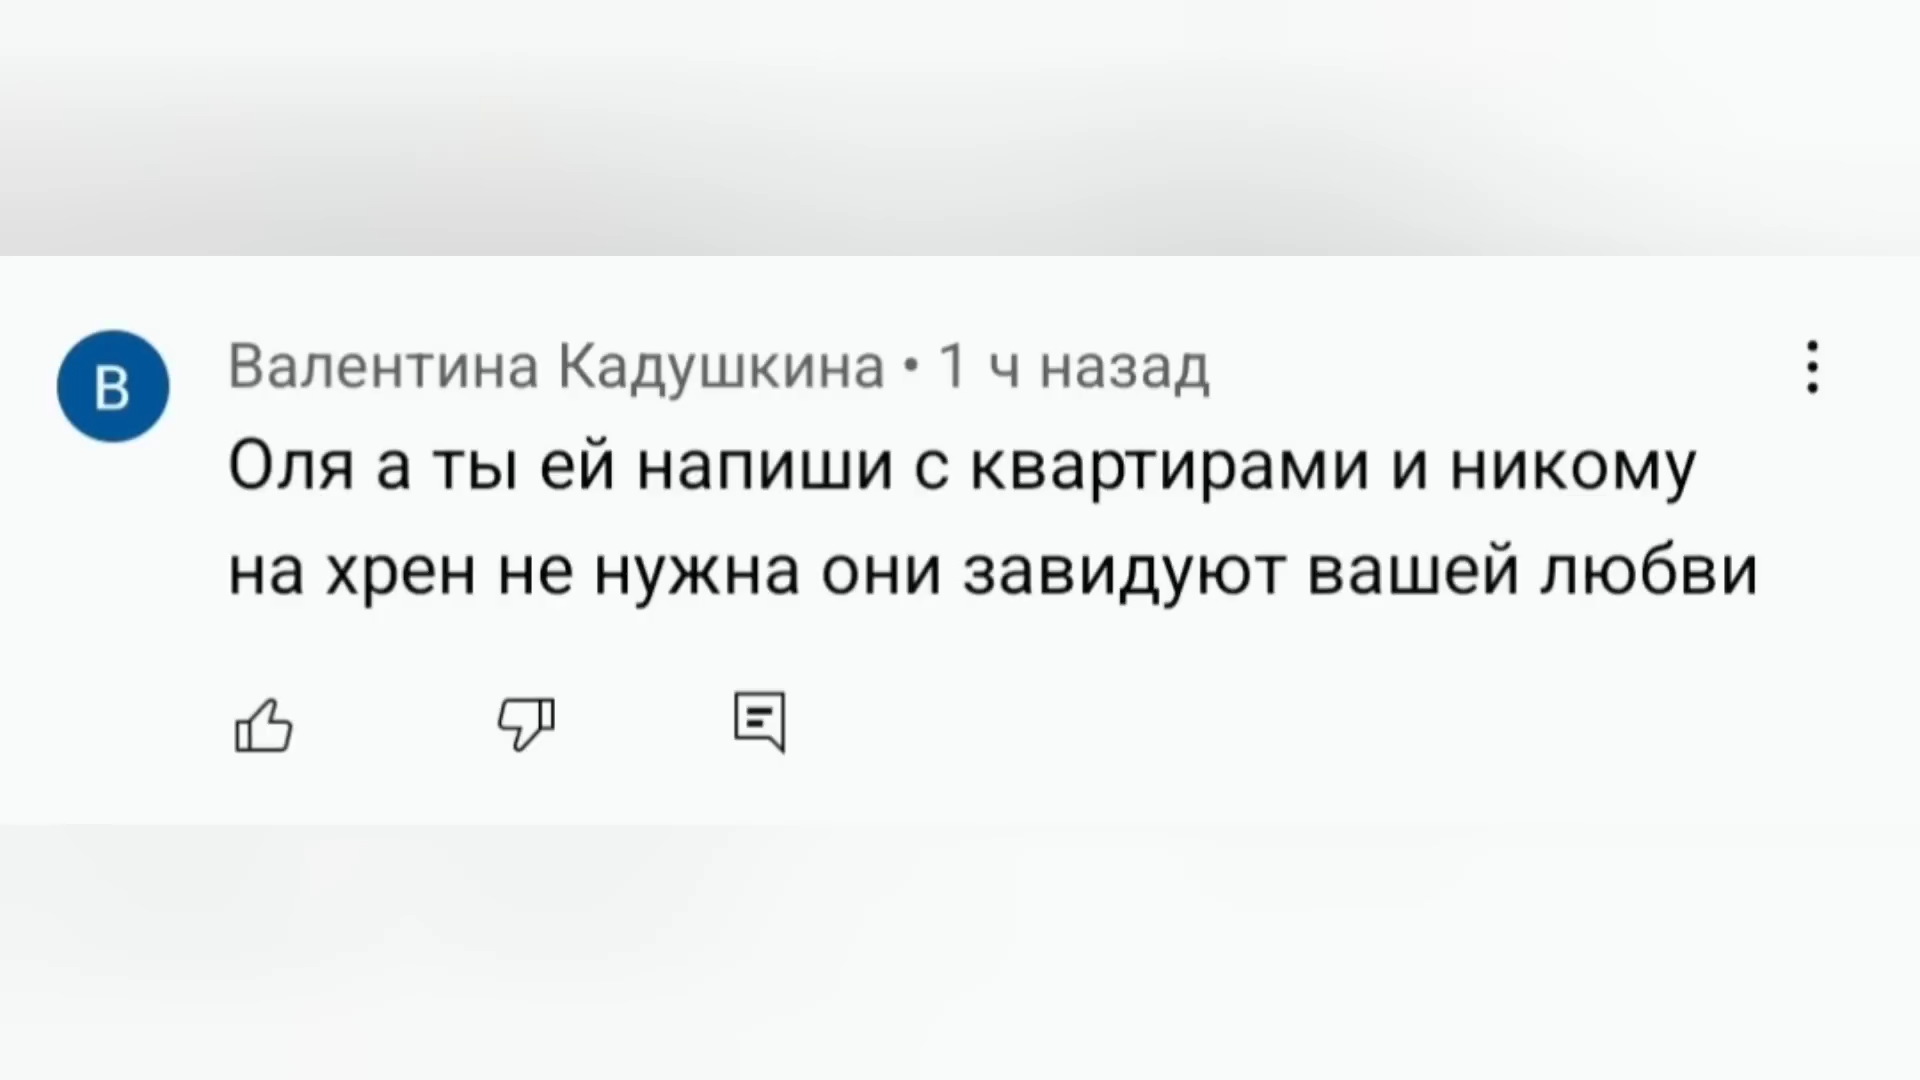 В
Валентина Кадушкина • 1 ч назад
Оля а ты ей напиши с квартирами и никому
на хрен не нужна они завидуют вашей любви